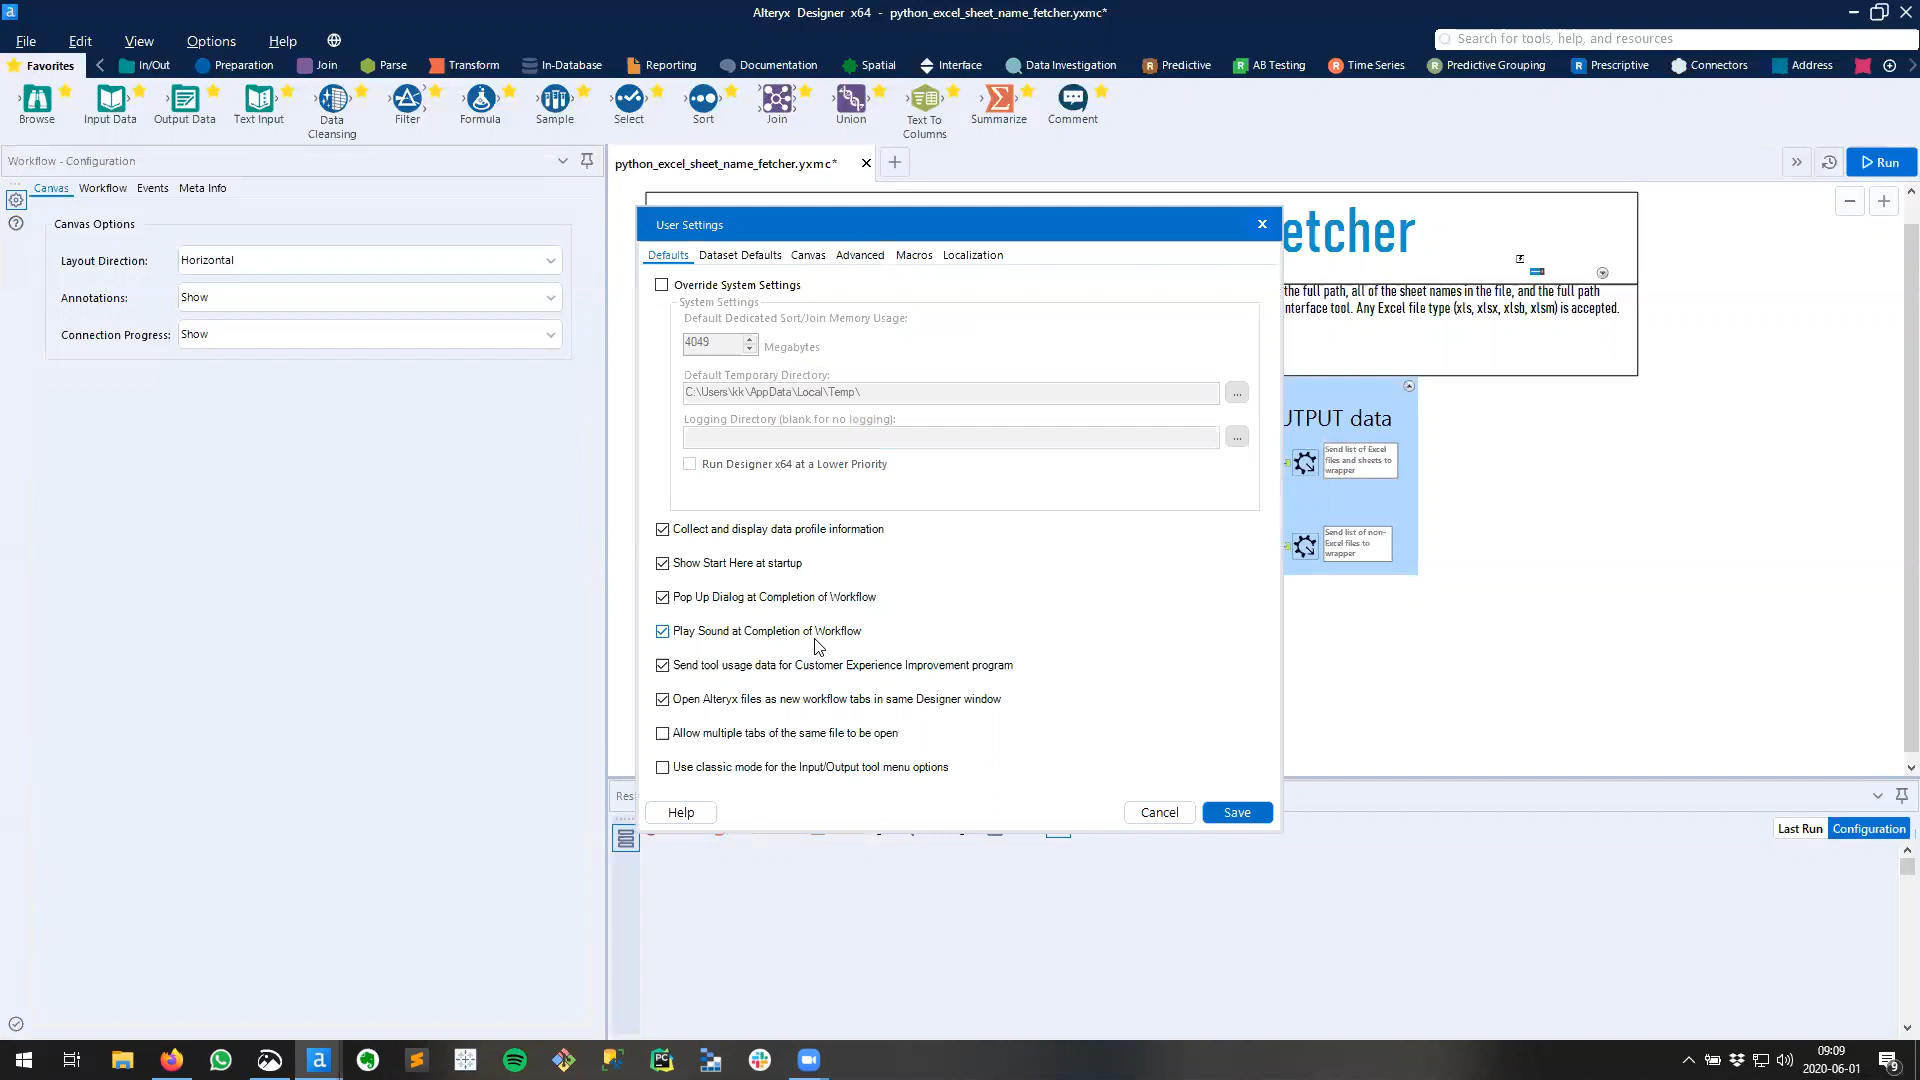 Alteryx Designer x64 - python_excel_sheet_name_fetcher.yxmc*
File Edit View Options Help
Search for tools, help, and resources
Favorites In/Out Preparation Join Parse Transform In-Database Reporting Documentation Spatial Interface Data Investigation Predictive AB Testing Time Series Predictive Grouping Prescriptive Connectors Address
Browse Input Data Output Data Text Input Data Cleansing Filter Formula Sample Select Sort Join Union Text To Columns Summarize Comment
Workflow - Configuration
python_excel_sheet_name_fetcher.yxmc*
Run
Canvas Workflow Events Meta Info
Canvas Options
Layout Direction: Horizontal
Annotations: Show
Connection Progress: Show
User Settings
Defaults Dataset Defaults Canvas Advanced Macros Localization
Override System Settings
System Settings
Default Dedicated Sort/Join Memory Usage:
4049 Megabytes
Default Temporary Directory:
C:\Users\kk\AppData\Local\Temp\
...
Logging Directory (blank for no logging):
...
Run Designer x64 at a Lower Priority
Collect and display data profile information
Show Start Here at startup
Pop Up Dialog at Completion of Workflow
Play Sound at Completion of Workflow
Send tool usage data for Customer Experience Improvement program
Open Alteryx files as new workflow tabs in same Designer window
Allow multiple tabs of the same file to be open
Use classic mode for the Input/Output tool menu options
Help Cancel Save
etcher
the full path, all of the sheet names in the file, and the full path
nterface tool. Any Excel file type (xls, xlsx, xlsb, xlsm) is accepted.
UTPUT data
Send list of Excel
files and sheets to
wrapper
Send list of non-
Excel files to
wrapper
Res
Last Run Configuration
09:09
2020-06-01
9